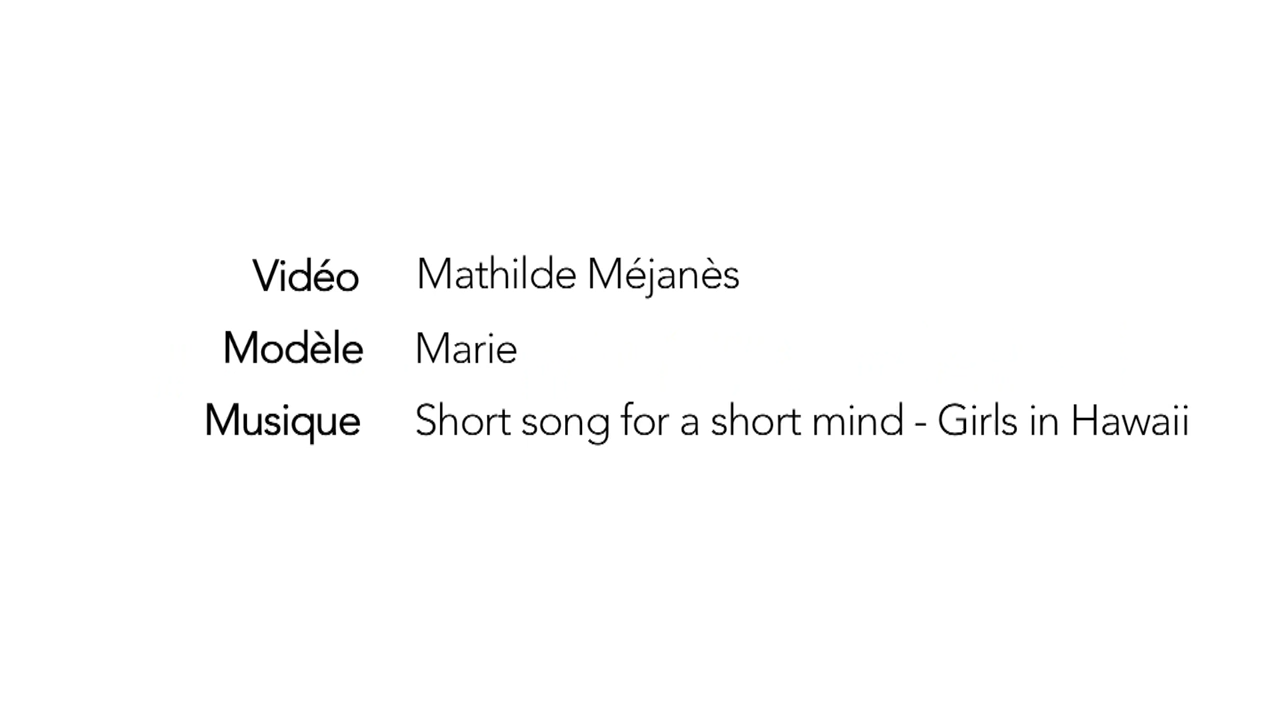 Vidéo Mathilde Méjanès
Modèle Marie
Musique Short song for a short mind - Girls in Hawaii